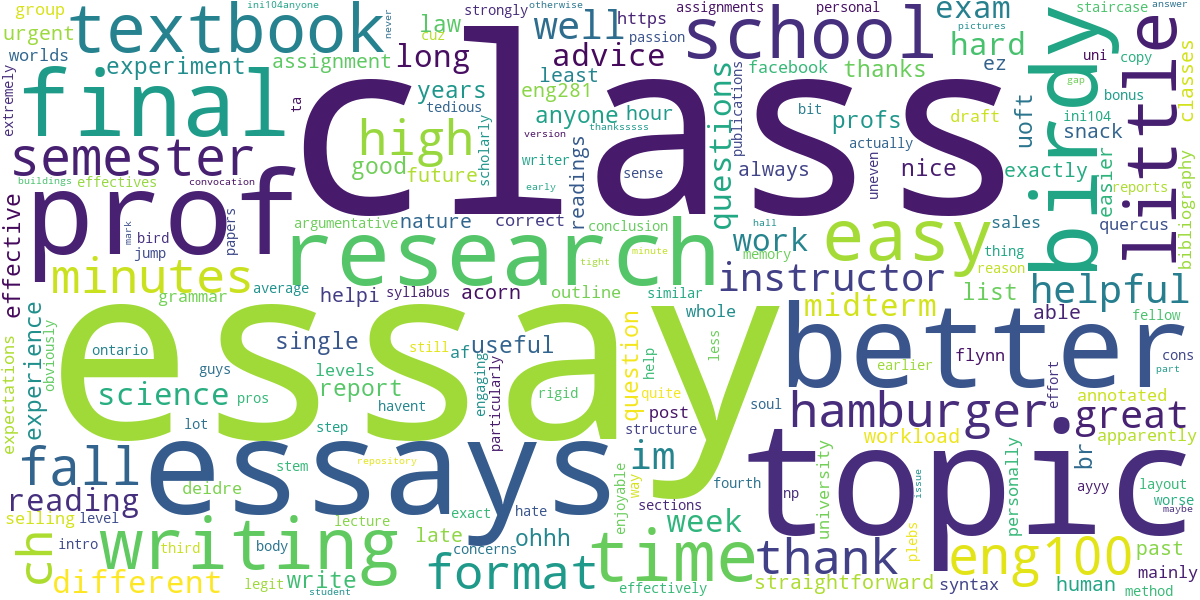 group
urgent
textbook
ini104anyone
never
law
cuz
strongly
otherwise
well
https
passion
assignments
personal
school
exam
staircase
answer
pictures
uni
copy
worlds
experiment
assignment
long
advice
hard
ez
birdy
little
classes
extremely
final
ta
years
tedious
least
eng281
facebook
thanks
publications
bit
draft
gap
bonus
ini104
snack
class
high
anyone
hour
thanksssss
version
questions
profs
actually
uoft
semester
good
future
scholarly
writer
sense
early
readings
always
uneven
nice
exactly
easier
reports
buildings
effectives
convocation
effective
prof
mark
papers
bird
jump
argumentative
nature
correct
conclusion
research
tight
minute
hall
work
memory
easy
sales
thing
reason
quercus
bibliography
minutes
grammar
average
helpi
syllabus
acorn
outline
similar
instructor
list
helpful
experience
expectations
obviously
ontario
guys
single
levels
af
useful
whole
midterm
able
fellow
essay
less
question
help
better
flynn
earlier
cons
part
science
pros
report
havent
still
engaging
particularly
rigid
quite
post
structure
soul
hamburger
effort
annotated
great
lot
step
essays
im
way
workload
br
apparently
fall
stem
repository
deidre
reading
exact
hate
enjoyable
sections
fourth
topic
np
university
issue
plebs
personally
ayyy
layout
worse
maybe
selling
level
lecture
late
concerns
ohhh
week
ch
intro
writing
third
body
time
thank
eng100
past
mainly
different
legit
write
student
format
effectively
straightforward
syntax
human
method